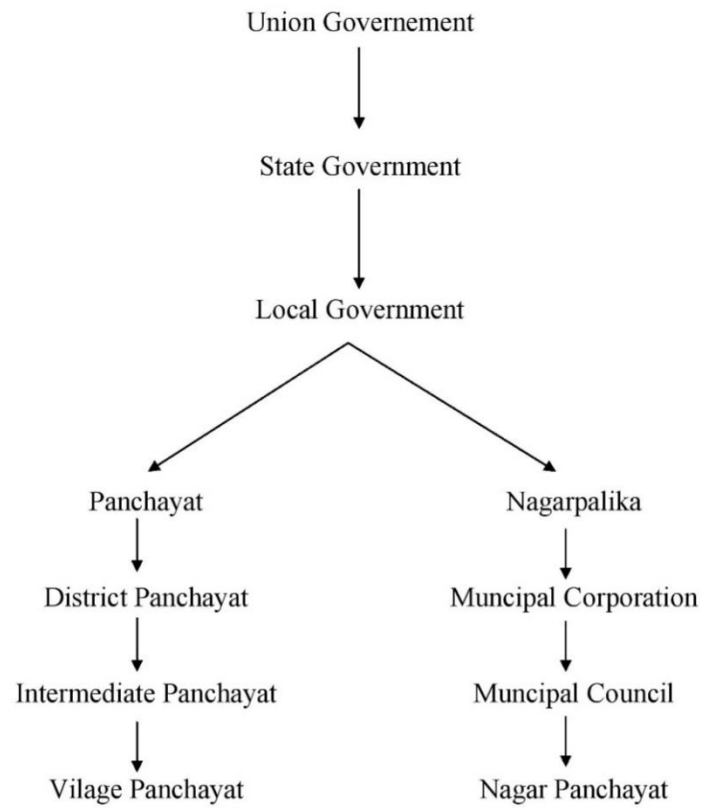 Union Governement
State Government
Local Government
Panchayat
Nagarpalika
District Panchayat
Muncipal Corporation
Intermediate Panchayat
Muncipal Council
Vilage Panchayat
Nagar Panchayat